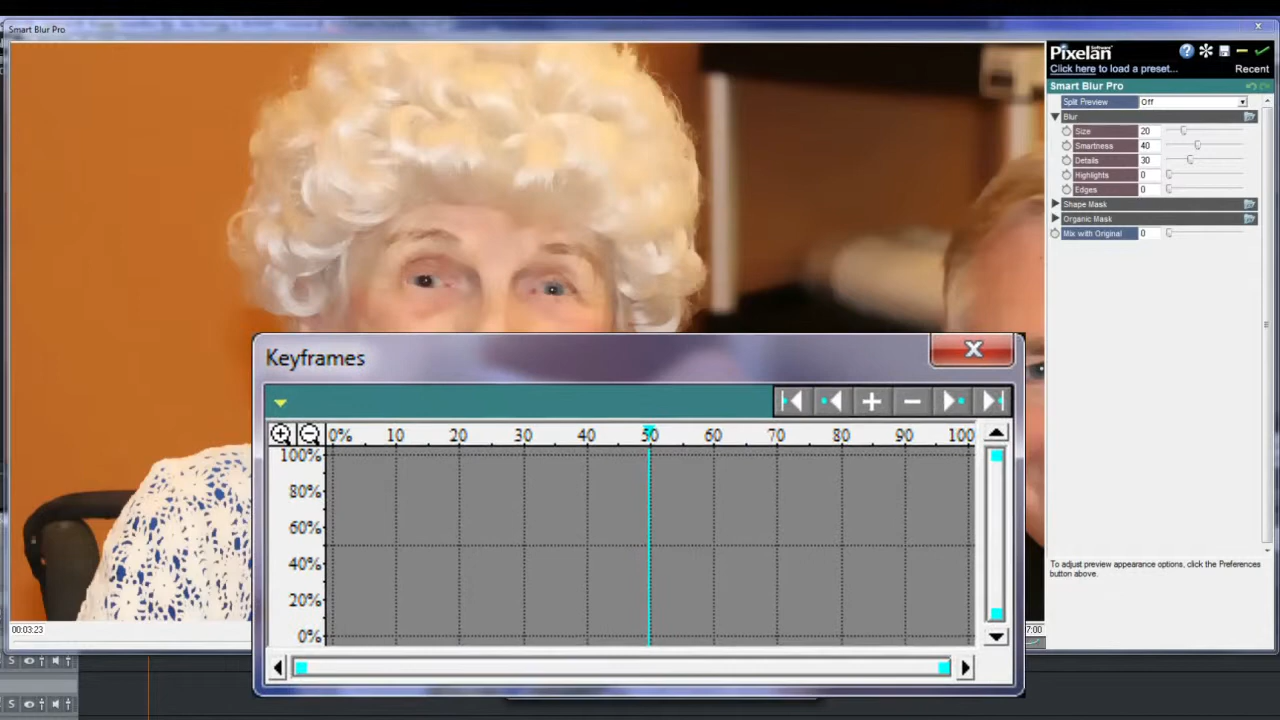 Smart Blur Pro
Pixelan Software
Click here to load a preset...
Recent
Smart Blur Pro
Split Preview Off
Blur
Size 20
Smartness 40
Details 30
Highlights 0
Edges 0
Shape Mask
Organic Mask
Mix with Original 0
Keyframes
0% 10 20 30 40 50 60 70 80 90 100
100%
80%
60%
40%
20%
0%
To adjust preview appearance options, click the Preferences
button above.
00:03:23
7:00
S
S